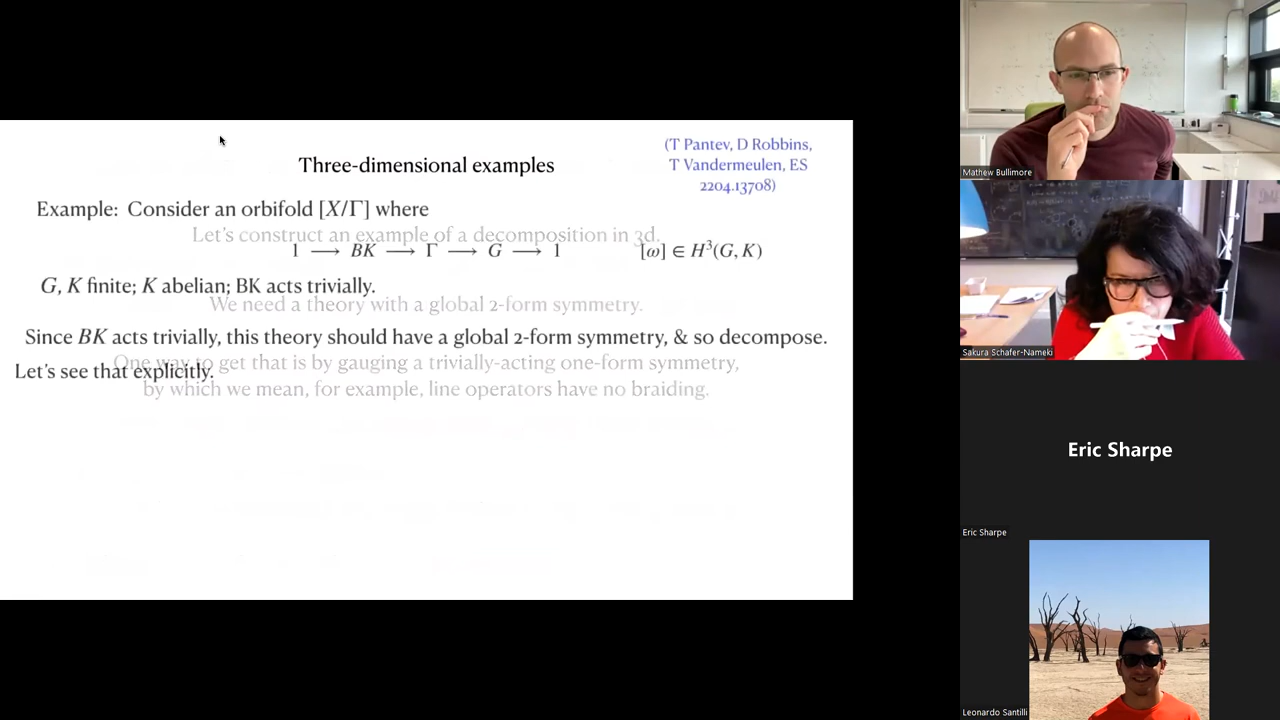 Three-dimensional examples
(T Pantev, D Robbins,
T Vandermeulen, ES
2204.13708)
Example: Consider an orbifold [X/Γ] where
Let's construct an example of a decomposition in 3d.
1 ⟶ BK ⟶ Γ ⟶ G ⟶ 1 [ω] ∈ H³(G, K)
G, K finite; K abelian; BK acts trivially.
We need a theory with a global 2-form symmetry.
Since BK acts trivially, this theory should have a global 2-form symmetry, & so decompose.
One way to get that is by gauging a trivially-acting one-form symmetry,
Let's see that explicitly.
by which we mean, for example, line operators have no braiding.
Mathew Bullimore
Sakura Schafer-Nameki
Eric Sharpe
Eric Sharpe
Leonardo Santilli